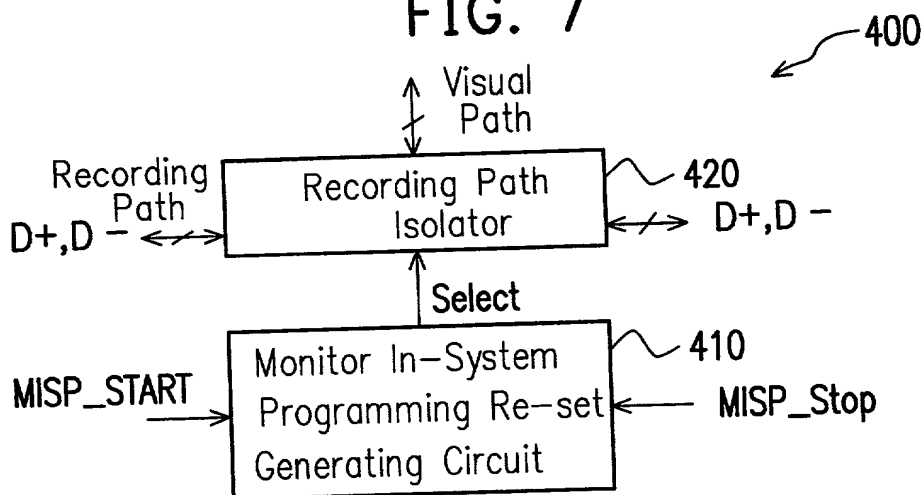 FIG. 7
400
Visual
Path
Recording
Path
D+,D-
Recording Path
Isolator
420
D+,D-
Select
MISP_START
Monitor In-System
Programming Re-set
Generating Circuit
410
MISP_Stop